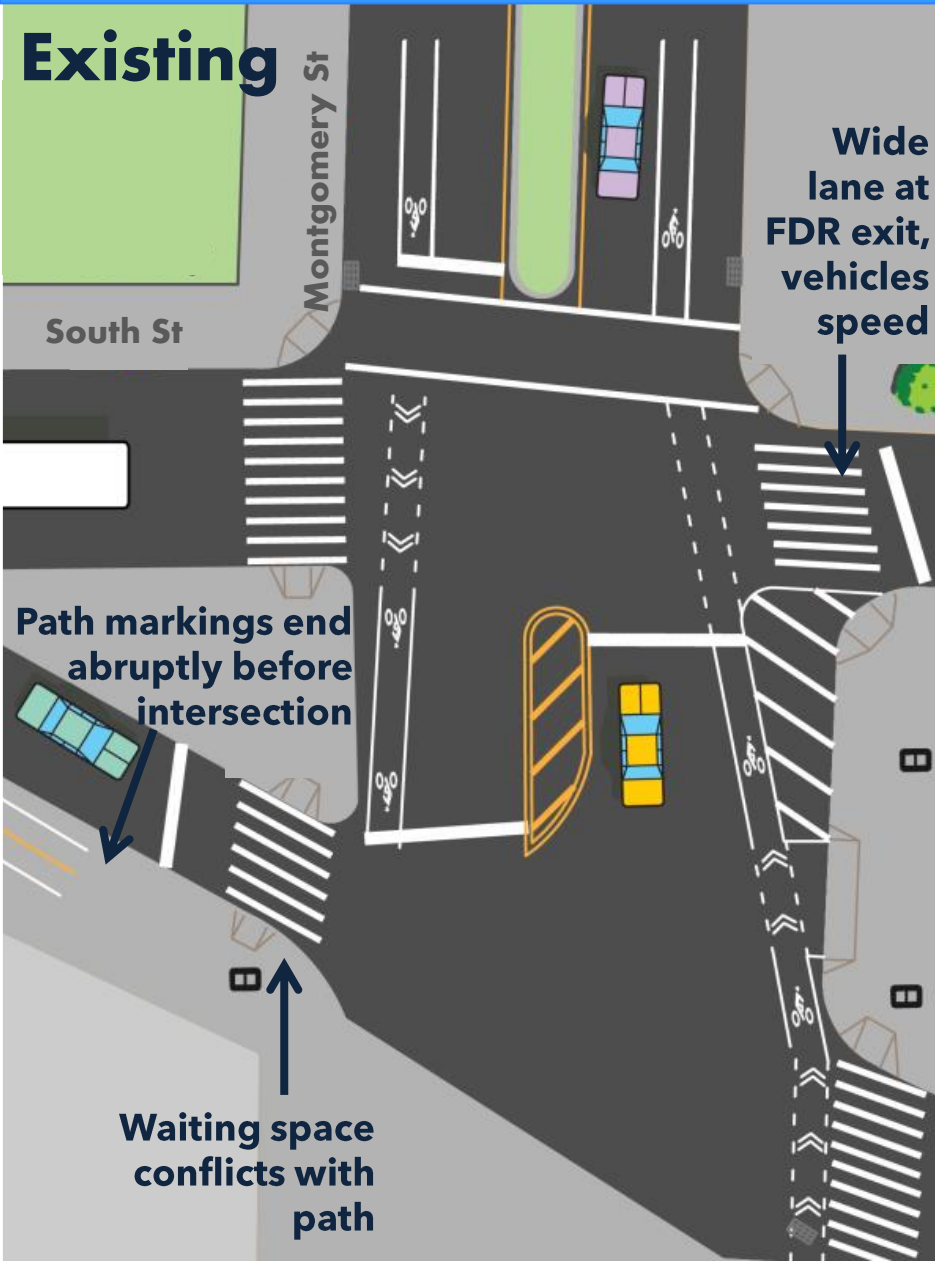 Existing
Montgomery St
South St
Wide
lane at
FDR exit,
vehicles
speed
Path markings end
abruptly before
intersection
Waiting space
conflicts with
path